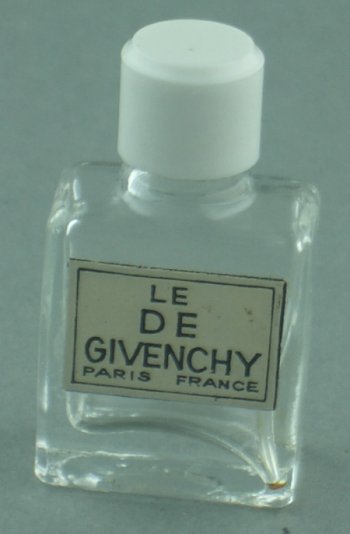 LE
DE
GIVENCHY
PARIS FRANCE